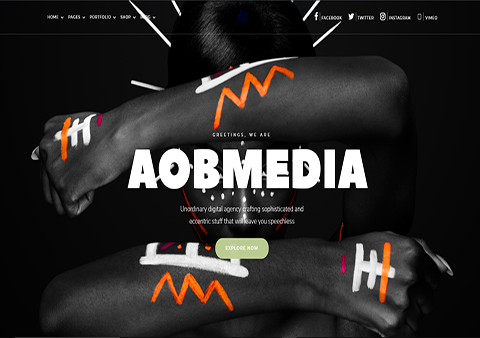 HOME PAGES PORTFOLIO SHOP BLOG FACEBOOK TWITTER INSTAGRAM VIMEO
GREETINGS, WE ARE
AOBMEDIA
Unordinary digital agency crafting sophisticated and
eccentric stuff that will leave you speechless
EXPLORE NOW